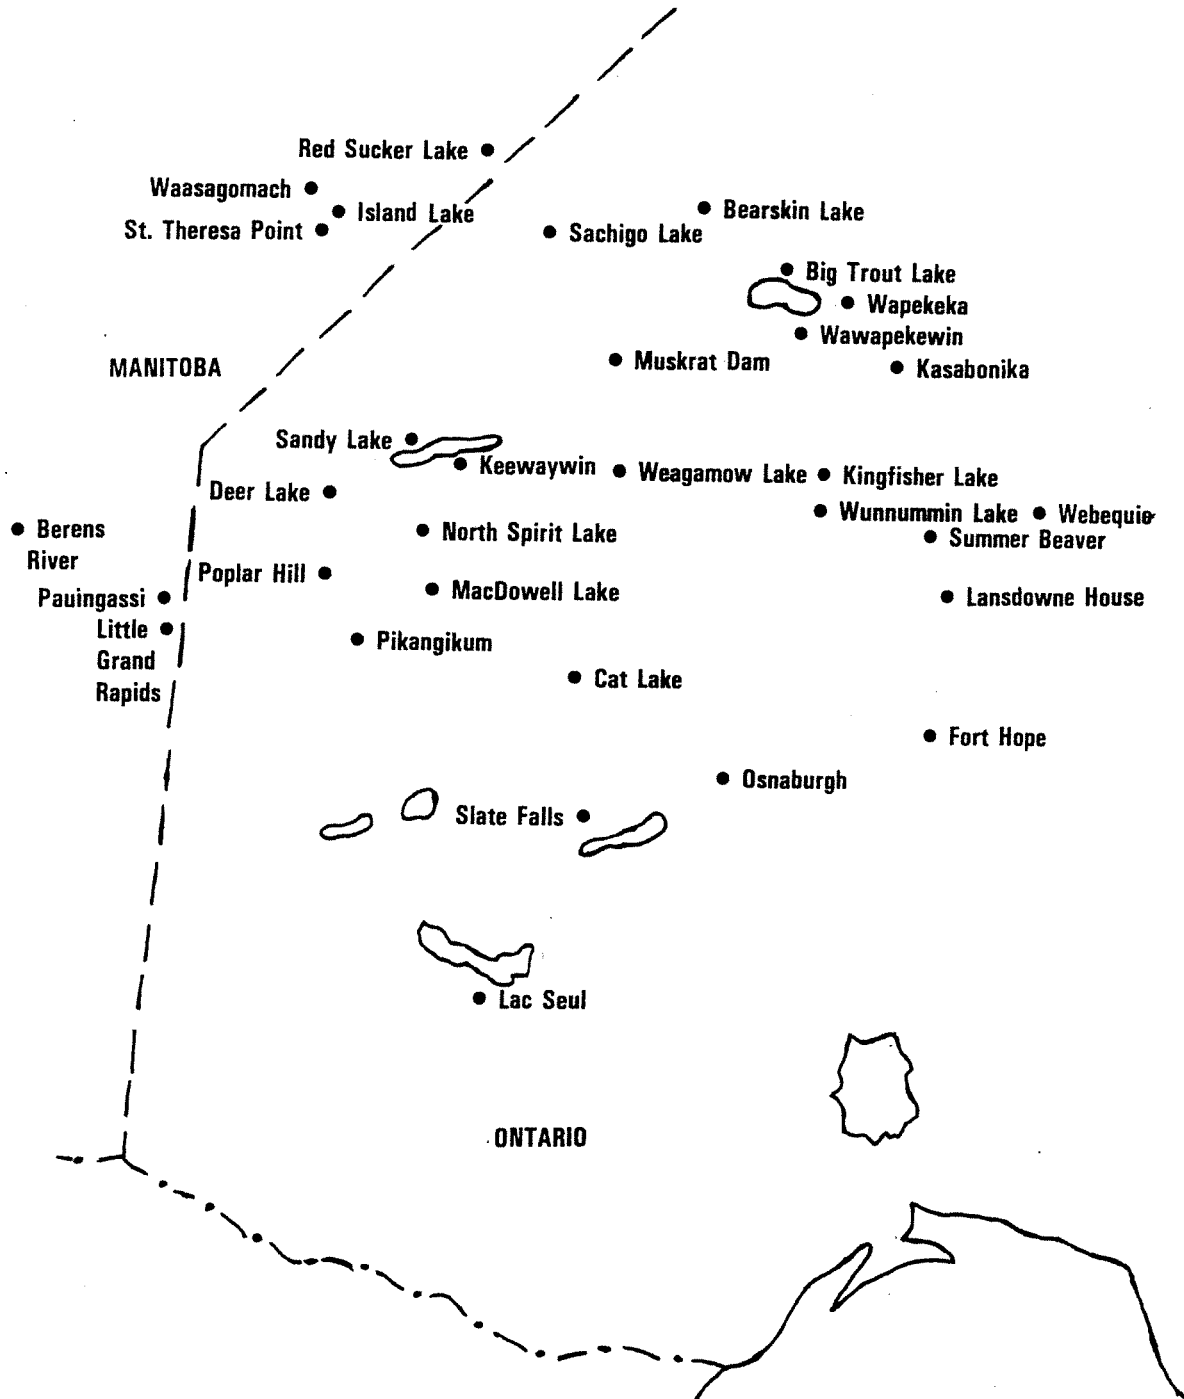 Red Sucker Lake
Waasagomach
Island Lake
St. Theresa Point
Bearskin Lake
Sachigo Lake
Big Trout Lake
Wapekeka
Wawapekewin
Muskrat Dam
Kasabonika
MANITOBA
Sandy Lake
Keewaywin
Weagamow Lake
Kingfisher Lake
Deer Lake
Wunnummin Lake
Webequie
Berens
River
North Spirit Lake
Summer Beaver
Poplar Hill
MacDowell Lake
Lansdowne House
Pauingassi
Little
Grand
Rapids
Pikangikum
Cat Lake
Fort Hope
Osnaburgh
Slate Falls
Lac Seul
ONTARIO